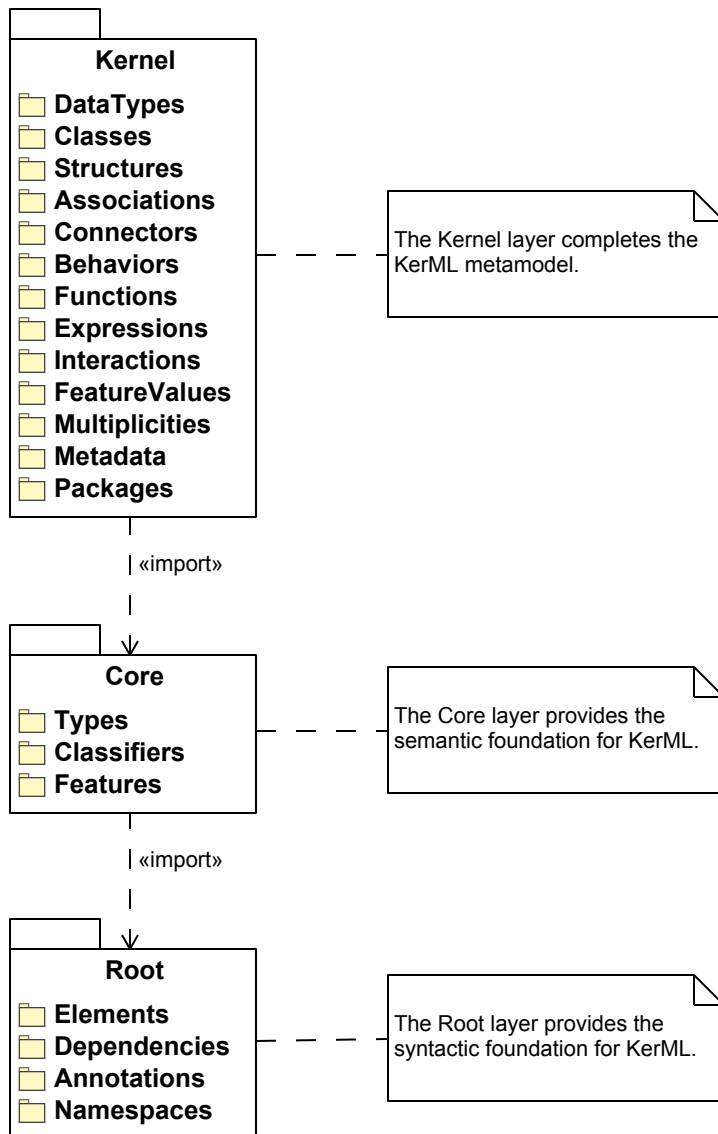 Kernel
DataTypes
Classes
Structures
Associations
Connectors
Behaviors
Functions
Expressions
Interactions
FeatureValues
Multiplicities
Metadata
Packages
The Kernel layer completes the
KerML metamodel.
«import»
Core
Types
Classifiers
Features
The Core layer provides the
semantic foundation for KerML.
«import»
Root
Elements
Dependencies
Annotations
Namespaces
The Root layer provides the
syntactic foundation for KerML.